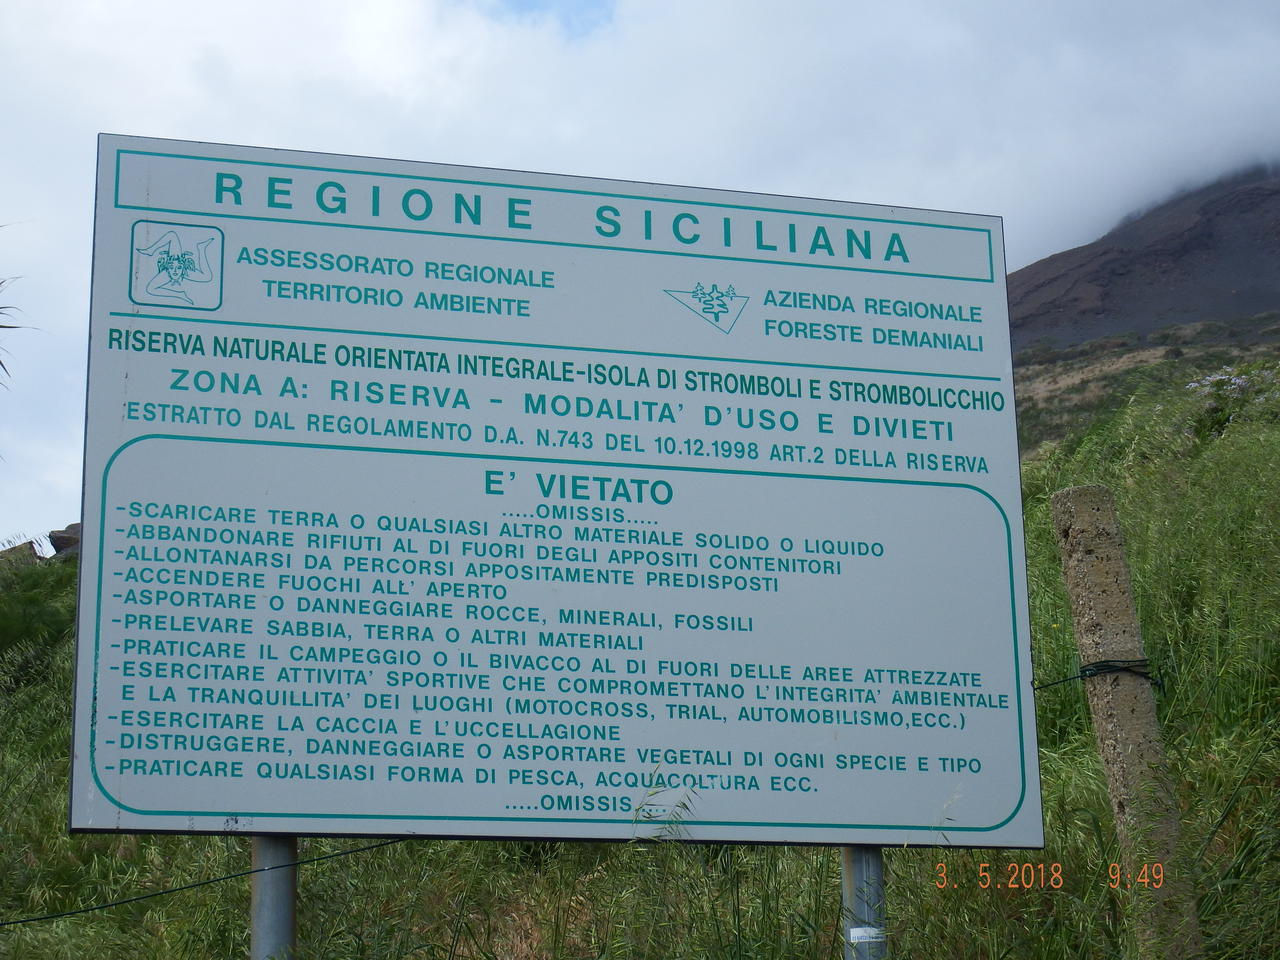 REGIONE SICILIANA
ASSESSORATO REGIONALE
TERRITORIO AMBIENTE
AZIENDA REGIONALE
FORESTE DEMANIALI
RISERVA NATURALE ORIENTATA INTEGRALE-ISOLA DI STROMBOLI E STROMBOLICCHIO
ZONA A: RISERVA - MODALITA' D'USO E DIVIETI
ESTRATTO DAL REGOLAMENTO D.A. N.743 DEL 10.12.1998 ART.2 DELLA RISERVA
E' VIETATO
.....OMISSIS.....
-SCARICARE TERRA O QUALSIASI ALTRO MATERIALE SOLIDO O LIQUIDO
-ABBANDONARE RIFIUTI AL DI FUORI DEGLI APPOSITI CONTENITORI
-ALLONTANARSI DA PERCORSI APPOSITAMENTE PREDISPOSTI
-ACCENDERE FUOCHI ALL' APERTO
-ASPORTARE O DANNEGGIARE ROCCE, MINERALI, FOSSILI
-PRELEVARE SABBIA, TERRA O ALTRI MATERIALI
-PRATICARE IL CAMPEGGIO O IL BIVACCO AL DI FUORI DELLE AREE ATTREZZATE
-ESERCITARE ATTIVITA' SPORTIVE CHE COMPROMETTANO L'INTEGRITA' AMBIENTALE
E LA TRANQUILLITA' DEI LUOGHI (MOTOCROSS, TRIAL, AUTOMOBILISMO,ECC.)
-ESERCITARE LA CACCIA E L'UCCELLAGIONE
-DISTRUGGERE, DANNEGGIARE O ASPORTARE VEGETALI DI OGNI SPECIE E TIPO
-PRATICARE QUALSIASI FORMA DI PESCA, ACQUACOLTURA ECC.
.....OMISSIS.....
3. 5.2018 9:49